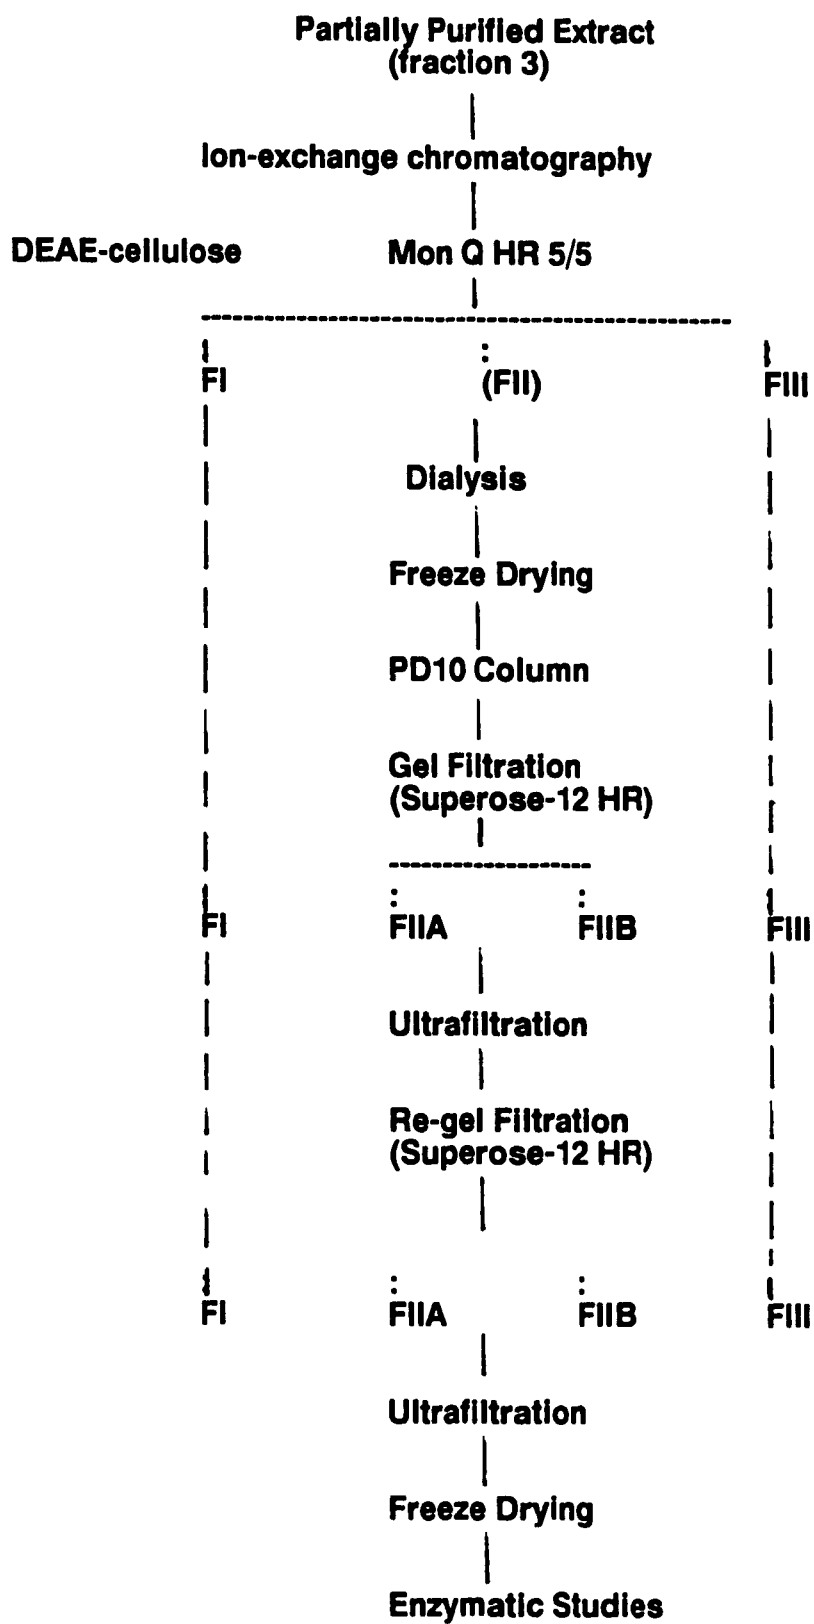 Partially Purified Extract
(fraction 3)
Ion-exchange chromatography
DEAE-cellulose Mon Q HR 5/5
FI (FII) FIII
Dialysis
Freeze Drying
PD10 Column
Gel Filtration
(Superose-12 HR)
FI FIIA FIIB FIII
Ultrafiltration
Re-gel Filtration
(Superose-12 HR)
FI FIIA FIIB FIII
Ultrafiltration
Freeze Drying
Enzymatic Studies